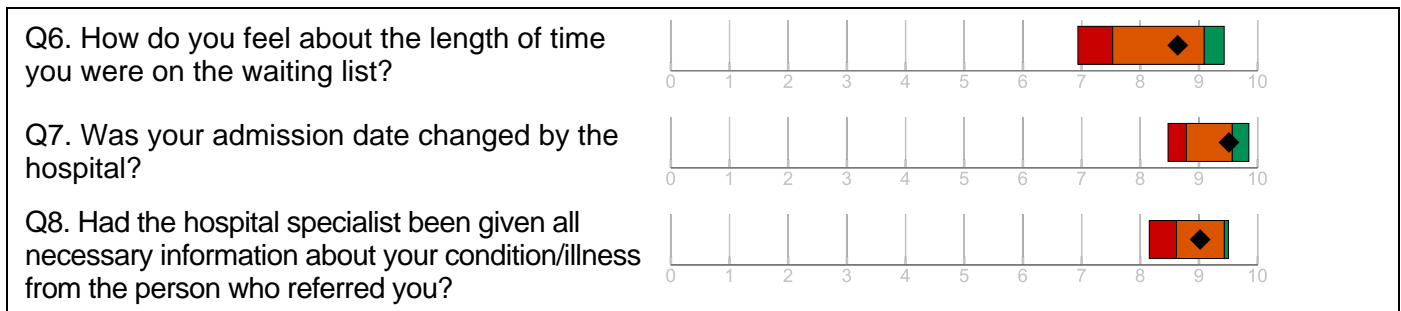 Q6. How do you feel about the length of time
you were on the waiting list?
0 1 2 3 4 5 6 7 8 9 10
Q7. Was your admission date changed by the
hospital?
0 1 2 3 4 5 6 7 8 9 10
Q8. Had the hospital specialist been given all
necessary information about your condition/illness
from the person who referred you?
0 1 2 3 4 5 6 7 8 9 10